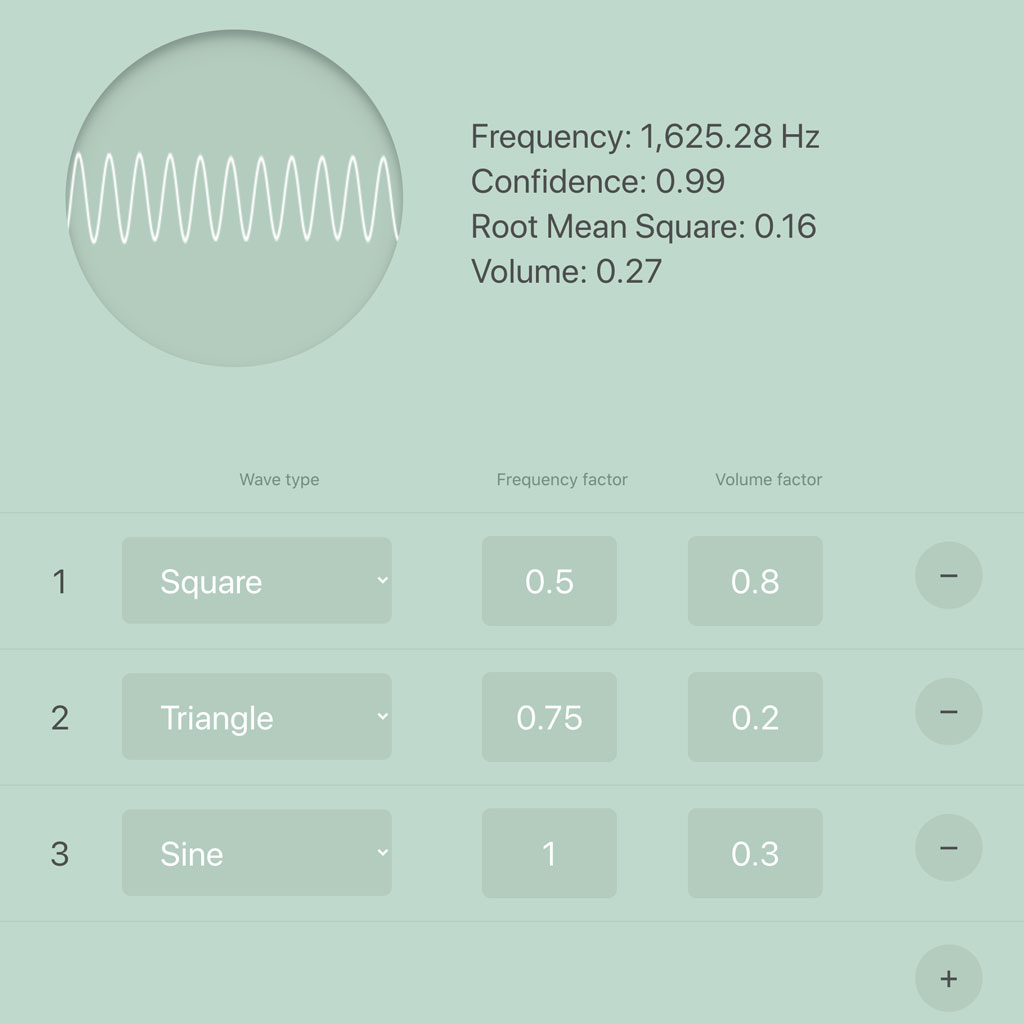 Frequency: 1,625.28 Hz
Confidence: 0.99
Root Mean Square: 0.16
Volume: 0.27
Wave type Frequency factor Volume factor
1 Square 0.5 0.8 −
2 Triangle 0.75 0.2 −
3 Sine 1 0.3 −
+